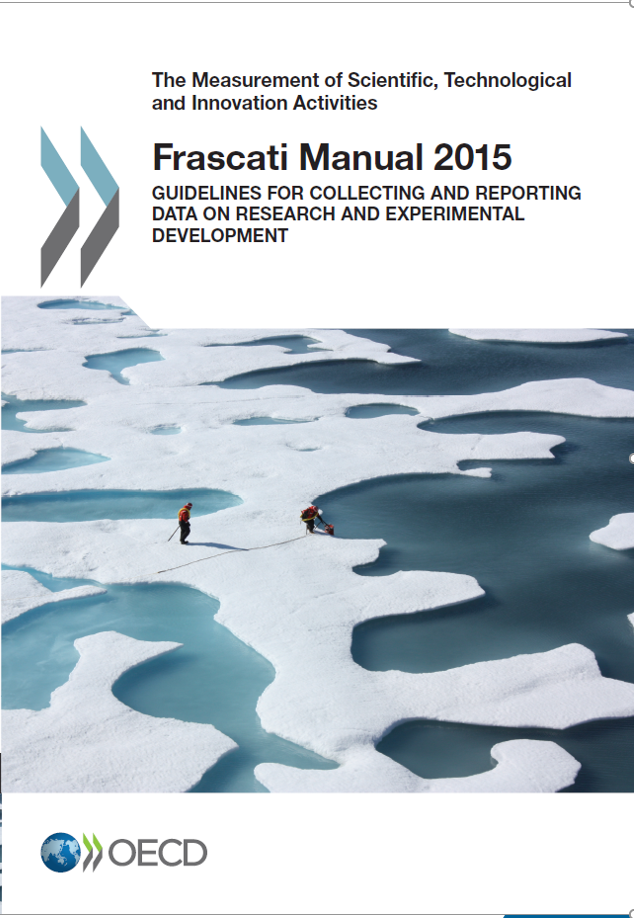 The Measurement of Scientific, Technological
and Innovation Activities
Frascati Manual 2015
GUIDELINES FOR COLLECTING AND REPORTING
DATA ON RESEARCH AND EXPERIMENTAL
DEVELOPMENT
OECD